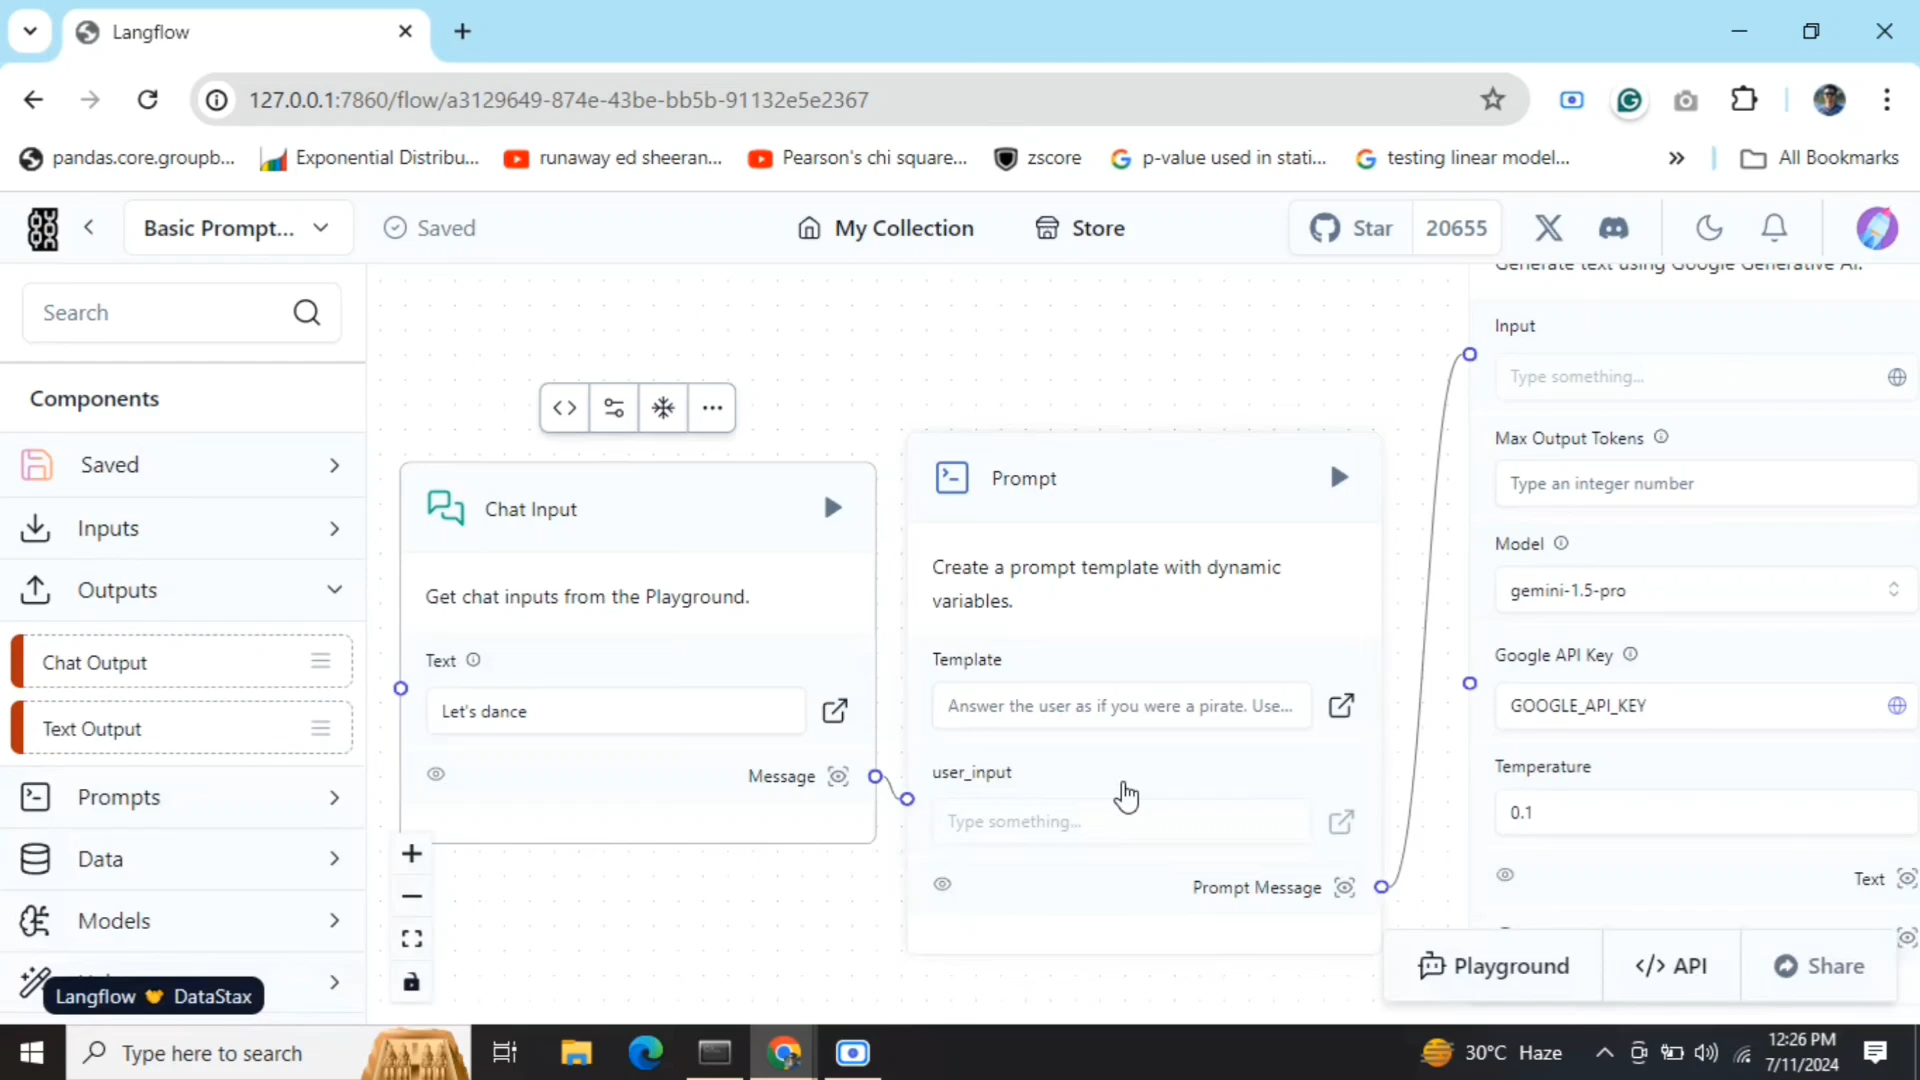 Langflow
127.0.0.1:7860/flow/a3129649-874e-43be-bb5b-91132e5e2367
pandas.core.groupb...
Exponential Distribu...
runaway ed sheeran...
Pearson's chi square...
zscore
p-value used in stati...
testing linear model...
All Bookmarks
Basic Prompt...
Saved
My Collection
Store
Star
20655
Search
Components
Saved
Inputs
Outputs
Chat Output
Text Output
Prompts
Data
Models
Langflow
DataStax
Chat Input
Get chat inputs from the Playground.
Text
Let's dance
Message
Prompt
Create a prompt template with dynamic
variables.
Template
Answer the user as if you were a pirate. Use...
user_input
Type something...
Prompt Message
Generate text using Google Generative AI.
Input
Type something...
Max Output Tokens
Type an integer number
Model
gemini-1.5-pro
Google API Key
GOOGLE_API_KEY
Temperature
0.1
Text
Playground
</> API
Share
Type here to search
30°C Haze
12:26 PM
7/11/2024